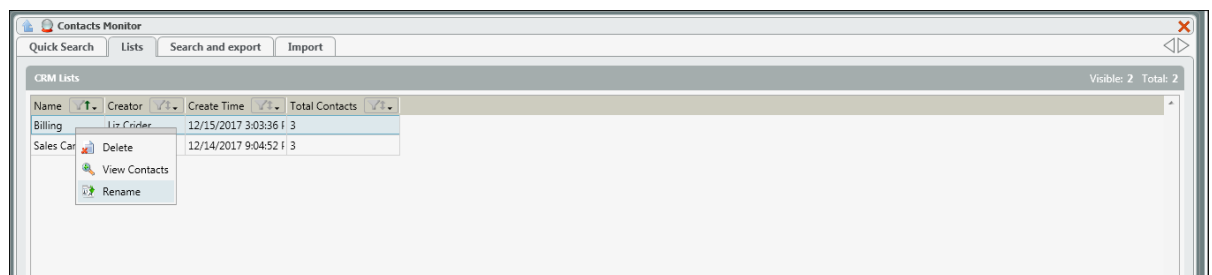 Contacts Monitor
Quick Search Lists Search and export Import
CRM Lists Visible: 2 Total: 2
Name Creator Create Time Total Contacts
Billing Liz Crider 12/15/2017 3:03:36 3
Sales 12/14/2017 9:04:52 3
Delete
View Contacts
Rename